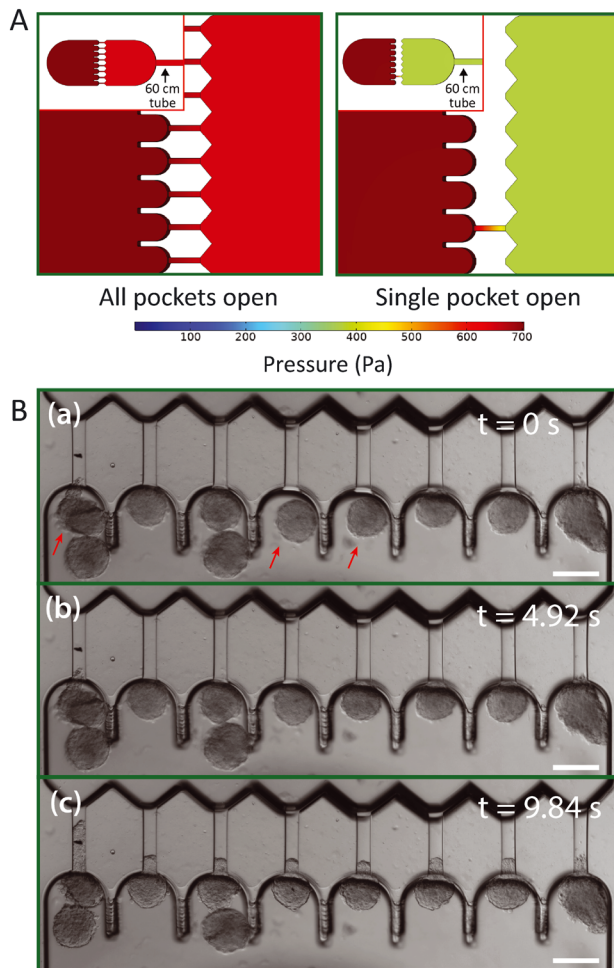 A
60 cm
tube
60 cm
tube
All pockets open
Single pocket open
100 200 300 400 500 600 700
Pressure (Pa)
B
(a)
t = 0 s
(b)
t = 4.92 s
(c)
t = 9.84 s